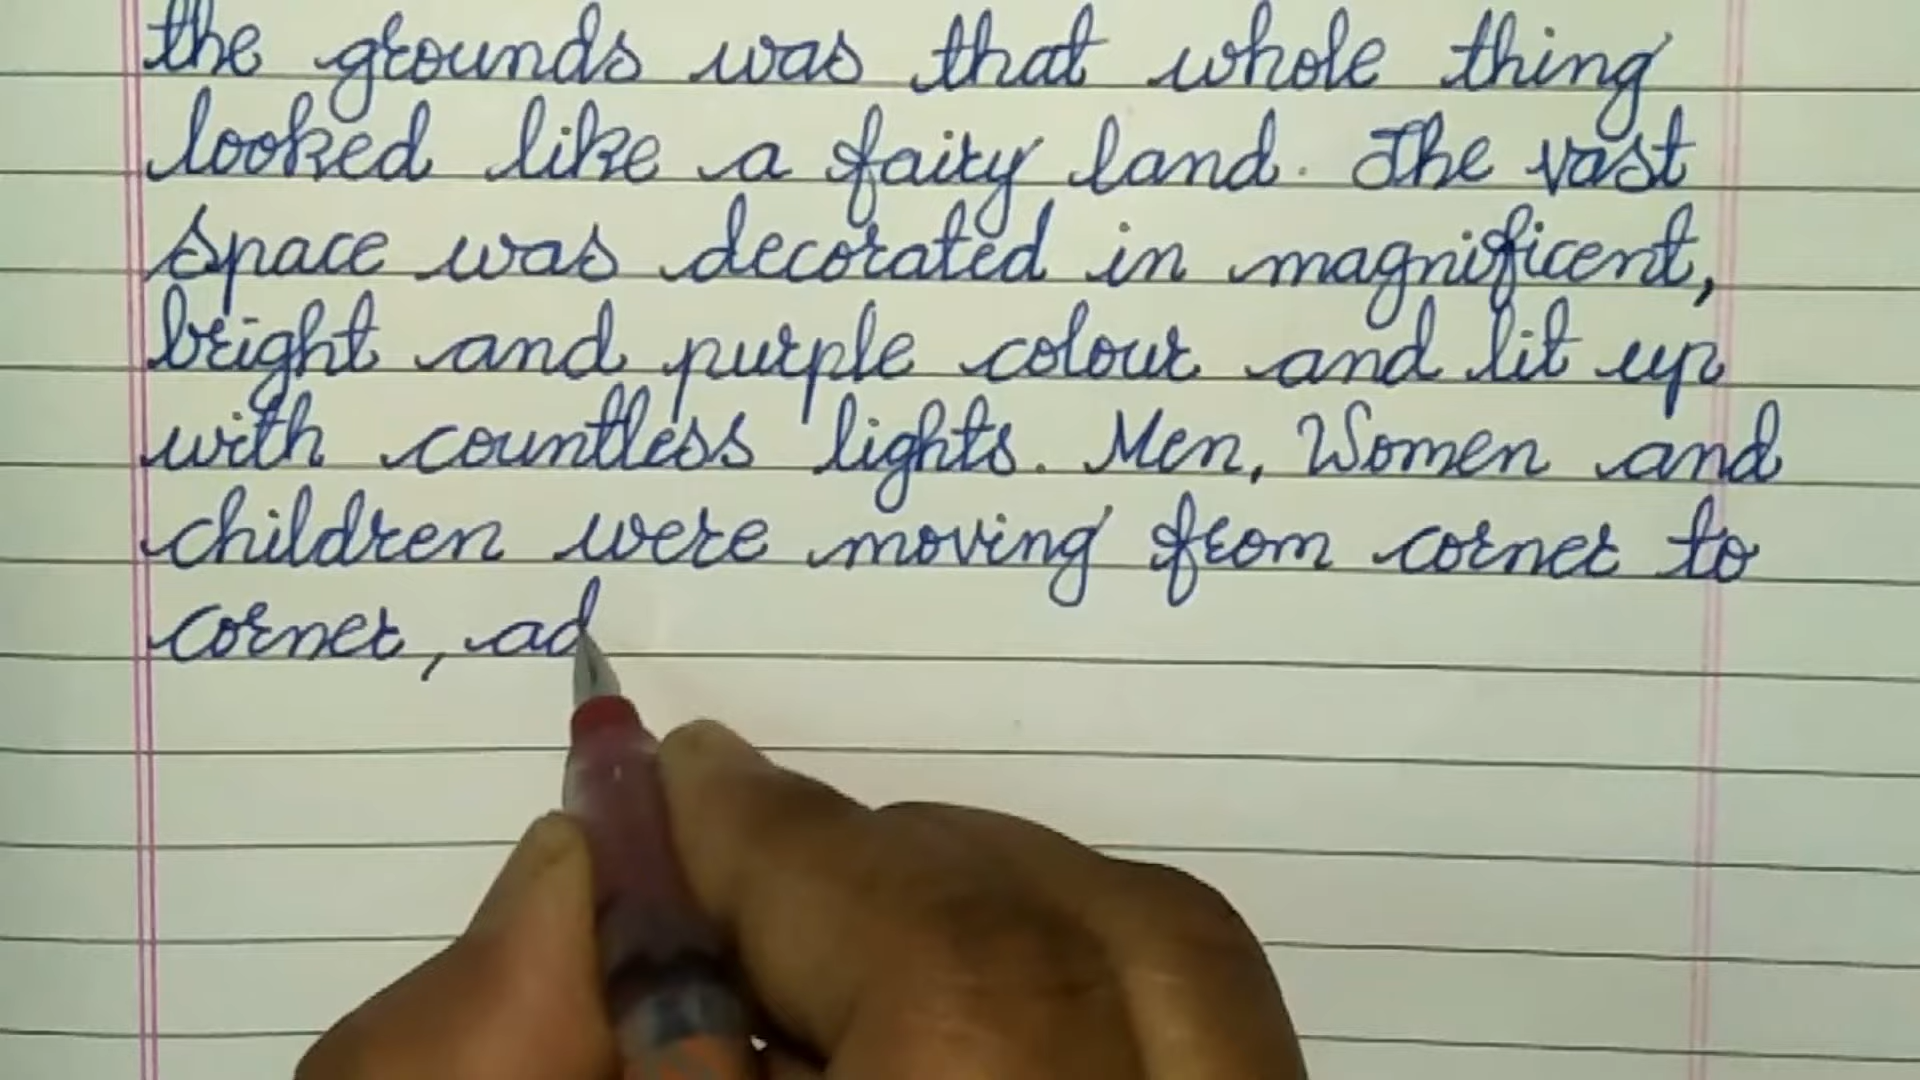 the grounds was that whole thing
looked like a fairy land. The vast
space was decorated in magnificent,
bright and purple colour and lit up
with countless lights. Men, Women and
children were moving from corner to
corner, ad